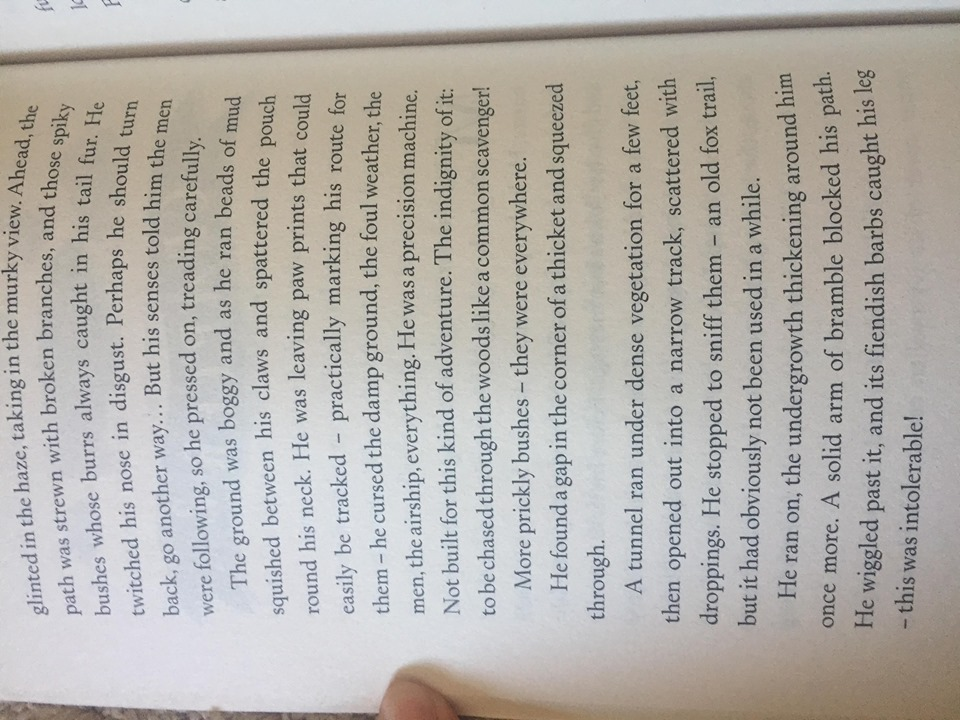 glinted in the haze, taking in the murky view. Ahead, the
path was strewn with broken branches, and those spiky
bushes whose burrs always caught in his tail fur. He
twitched his nose in disgust. Perhaps he should turn
back, go another way… But his senses told him the men
were following, so he pressed on, treading carefully.
The ground was boggy and as he ran beads of mud
squished between his claws and spattered the pouch
round his neck. He was leaving paw prints that could
easily be tracked – practically marking his route for
them – he cursed the damp ground, the foul weather, the
men, the airship, everything. He was a precision machine.
Not built for this kind of adventure. The indignity of it:
to be chased through the woods like a common scavenger!
More prickly bushes – they were everywhere.
He found a gap in the corner of a thicket and squeezed
through.
A tunnel ran under dense vegetation for a few feet,
then opened out into a narrow track, scattered with
droppings. He stopped to sniff them – an old fox trail,
but it had obviously not been used in a while.
He ran on, the undergrowth thickening around him
once more. A solid arm of bramble blocked his path.
He wiggled past it, and its fiendish barbs caught his leg
– this was intolerable!